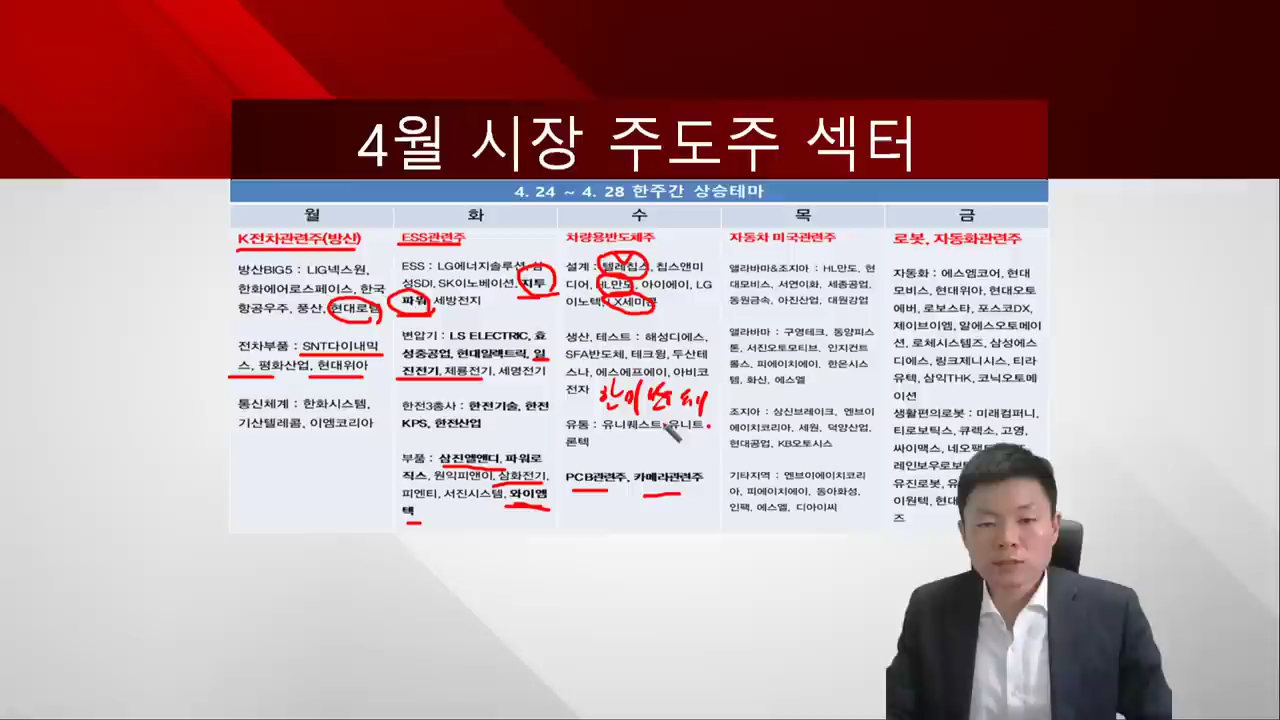 4월 시장 주도주 섹터
4. 24 ~ 4. 28 한주간 상승테마
월
화
수
목
금
K전차관련주(방산)
방산BIG5 : LIG넥스원,
한화에어로스페이스, 한국
항공우주, 풍산, 현대로템
전차부품 : SNT다이내믹
스, 평화산업, 현대위아
통신체계 : 한화시스템,
기산텔레콤, 이엠코리아
ESS관련주
ESS : LG에너지솔루션, 삼
성SDI, SK이노베이션, 지투
파워, 세방전지
변압기 : LS ELECTRIC, 효
성중공업, 현대일랙트릭, 일
진전기, 제룡전기, 세명전기
한전3총사 : 한전기술, 한전
KPS, 한전산업
부품 : 삼진엘앤디, 파워로
직스, 원익피앤이, 삼화전기,
피엔티, 서진시스템, 와이엠
텍
차량용반도체주
설계 : 텔레칩스, 칩스앤미
디어, HL만도, 아이에이, LG
이노텍, LX세미콘
생산, 테스트 : 해성디에스,
SFA반도체, 테크윙, 두산테
스나, 에스에프에이, 아비코
전자
한미반도체
유통 : 유니퀘스트, 유니트
론텍
PCB관련주, 카메라관련주
자동차 미국관련주
앨라바마&조지아 : HL만도, 현
대모비스, 서연이화, 세종공업,
동원금속, 아진산업, 대원강업
앨라바마 : 구영테크, 동양피스
톤, 서진오토모티브, 인지컨트
롤스, 피에이치에이, 한온시스
템, 화신, 에스엘
조지아 : 상신브레이크, 엔브이
에이치코리아, 세원, 덕양산업,
현대공업, KB오토시스
기타지역 : 엔브이에이치코리
아, 피에이치에이, 동아화성,
인팩, 에스엘, 디아이씨
로봇, 자동화관련주
자동화 : 에스엠코어, 현대
모비스, 현대위아, 현대오토
에버, 로보스타, 포스코DX,
제이브이엠, 알에스오토메이
션, 로체시스템즈, 삼성에스
디에스, 링크제니시스, 티라
유텍, 삼익THK, 코닉오토메
이션
생활편의로봇 : 미래컴퍼니,
티로보틱스, 큐렉소, 고영,
싸이맥스, 네오팩트
레인보우로보
유진로봇, 유
이원텍, 현대
즈